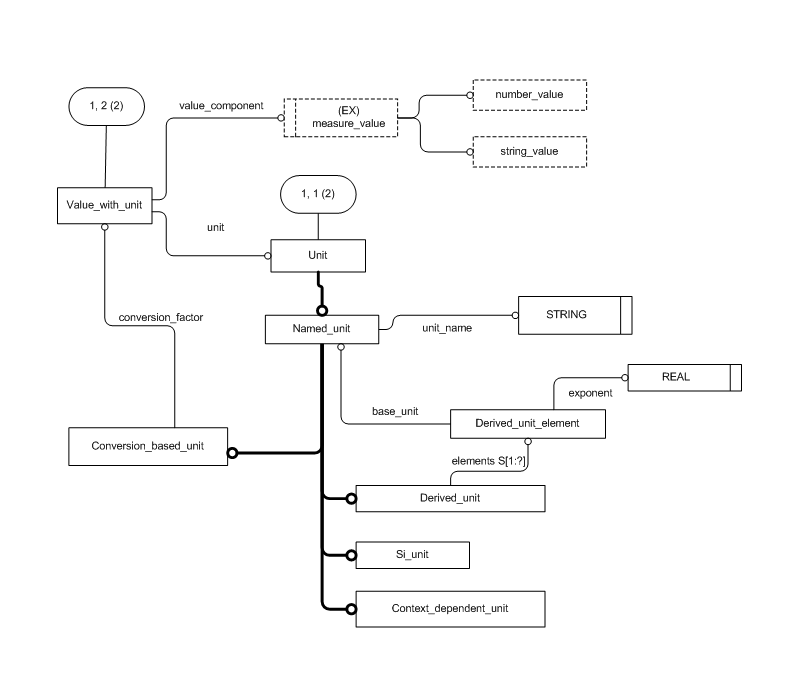 1, 2 (2)
value_component
(EX)
measure_value
number_value
string_value
Value_with_unit
1, 1 (2)
unit
Unit
conversion_factor
Named_unit
unit_name
STRING
REAL
exponent
base_unit
Derived_unit_element
Conversion_based_unit
elements S[1:?]
Derived_unit
Si_unit
Context_dependent_unit